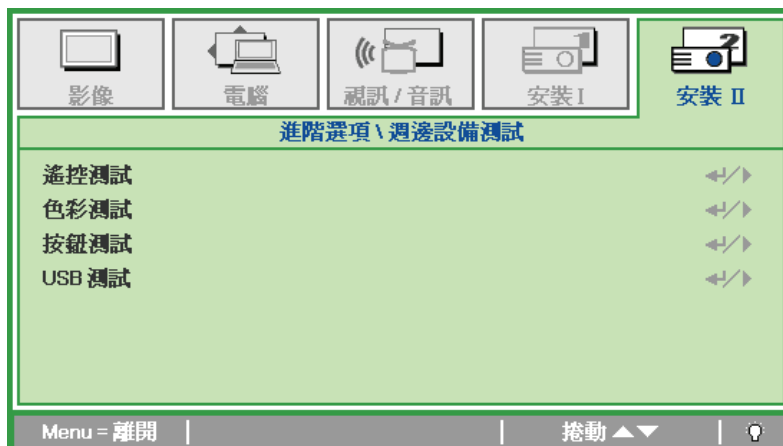 影像 電腦 視訊 / 音訊 安裝 I 安裝 II
進階選項 \ 週邊設備測試
遙控測試
色彩測試
按鈕測試
USB 測試
Menu = 離開 捲動 ▲▼